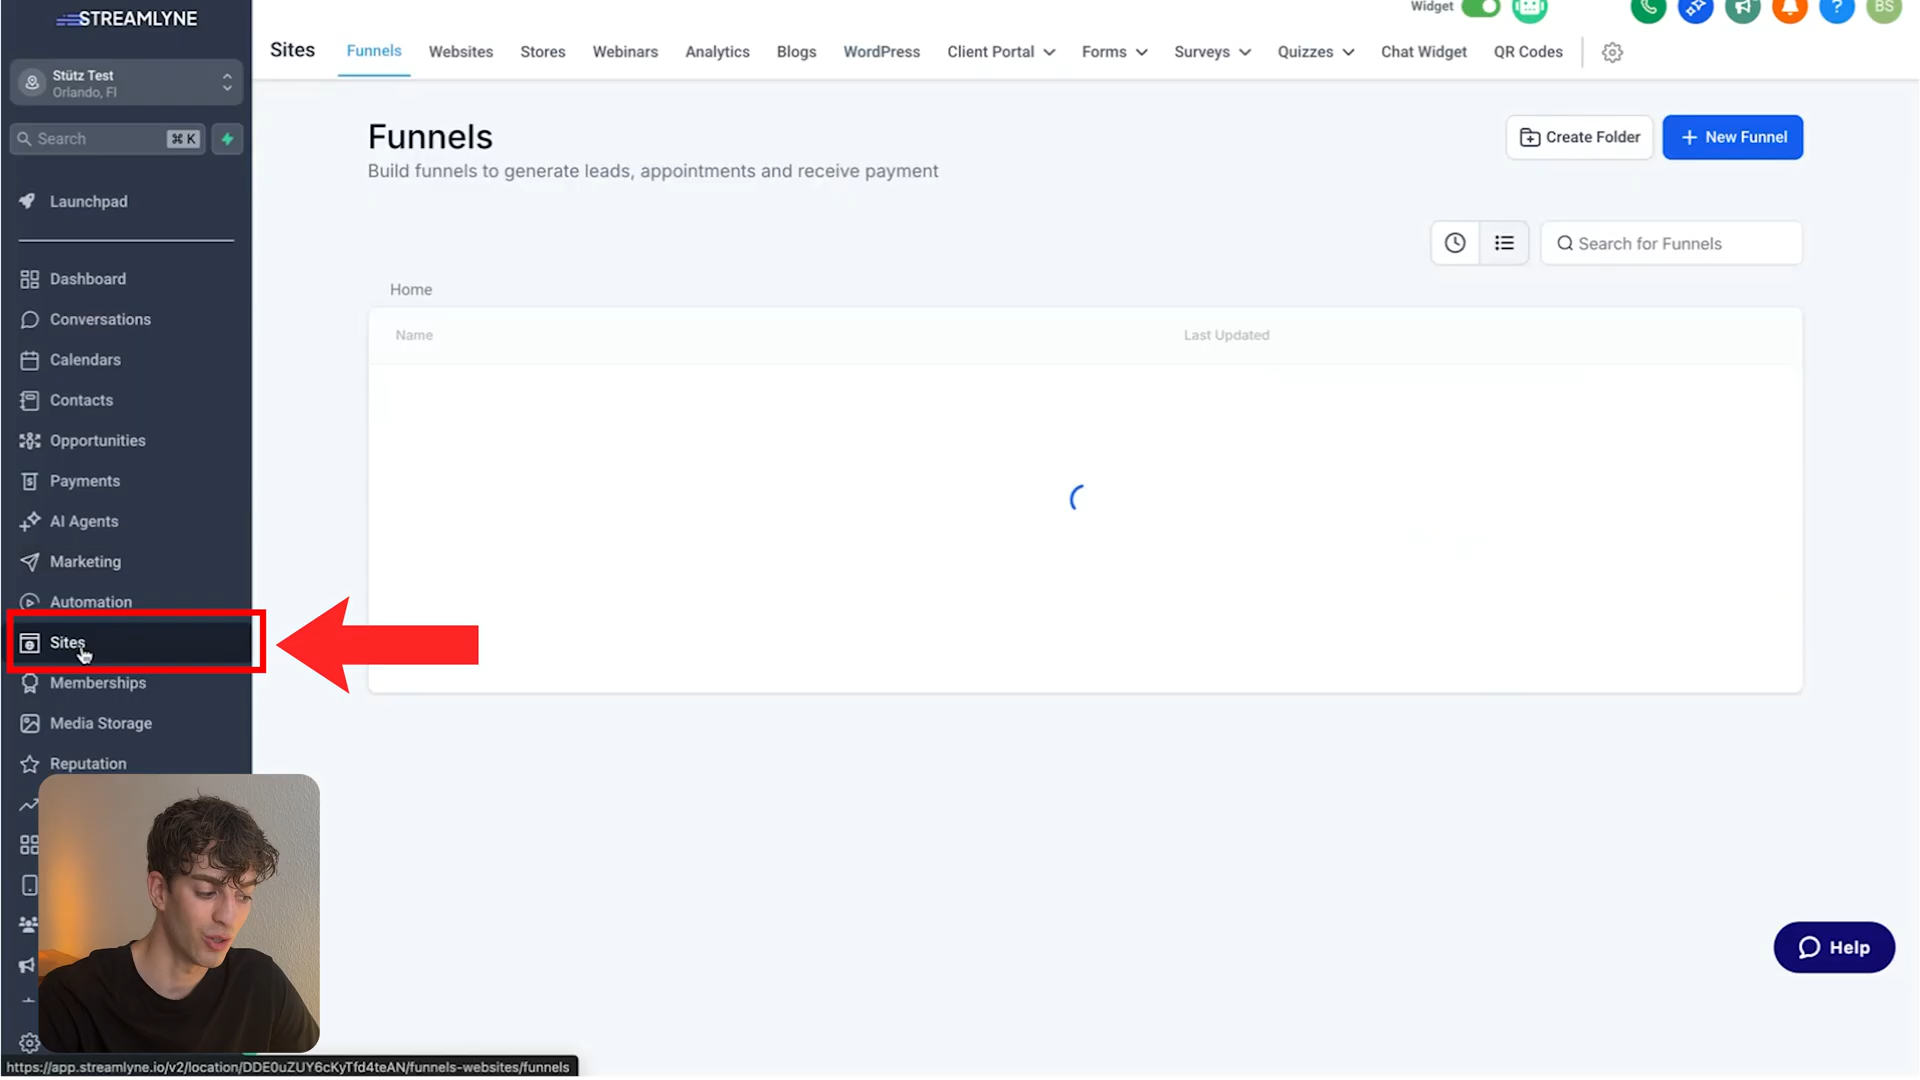 STREAMLYNE
Stütz Test
Orlando, Fl
Search ⌘ K
Launchpad
Dashboard
Conversations
Calendars
Contacts
Opportunities
Payments
AI Agents
Marketing
Automation
Sites
Memberships
Media Storage
Reputation
Widget
? BS
Sites Funnels Websites Stores Webinars Analytics Blogs WordPress Client Portal Forms Surveys Quizzes Chat Widget QR Codes
Funnels
Build funnels to generate leads, appointments and receive payment
Create Folder + New Funnel
Search for Funnels
Home
Name Last Updated
Help
https://app.streamlyne.io/v2/location/DDE0uZUY6cKyTfd4teAN/funnels-websites/funnels